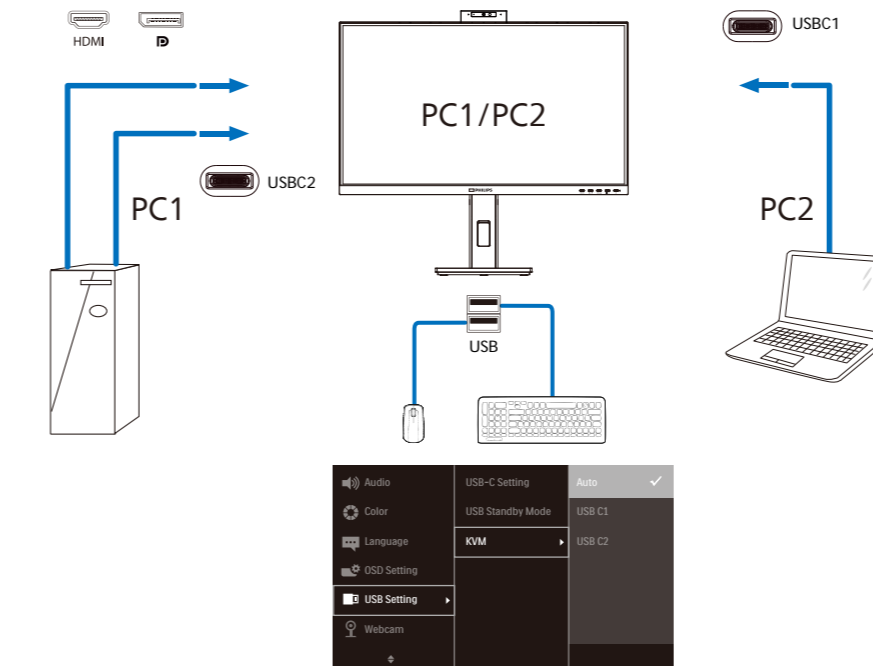 HDMI
USBC1
PC1/PC2
USBC2
PHILIPS
PC1
PC2
USB
Audio
Color
Language
OSD Setting
USB Setting
Webcam
USB-C Setting
USB Standby Mode
KVM
Auto
USB C1
USB C2